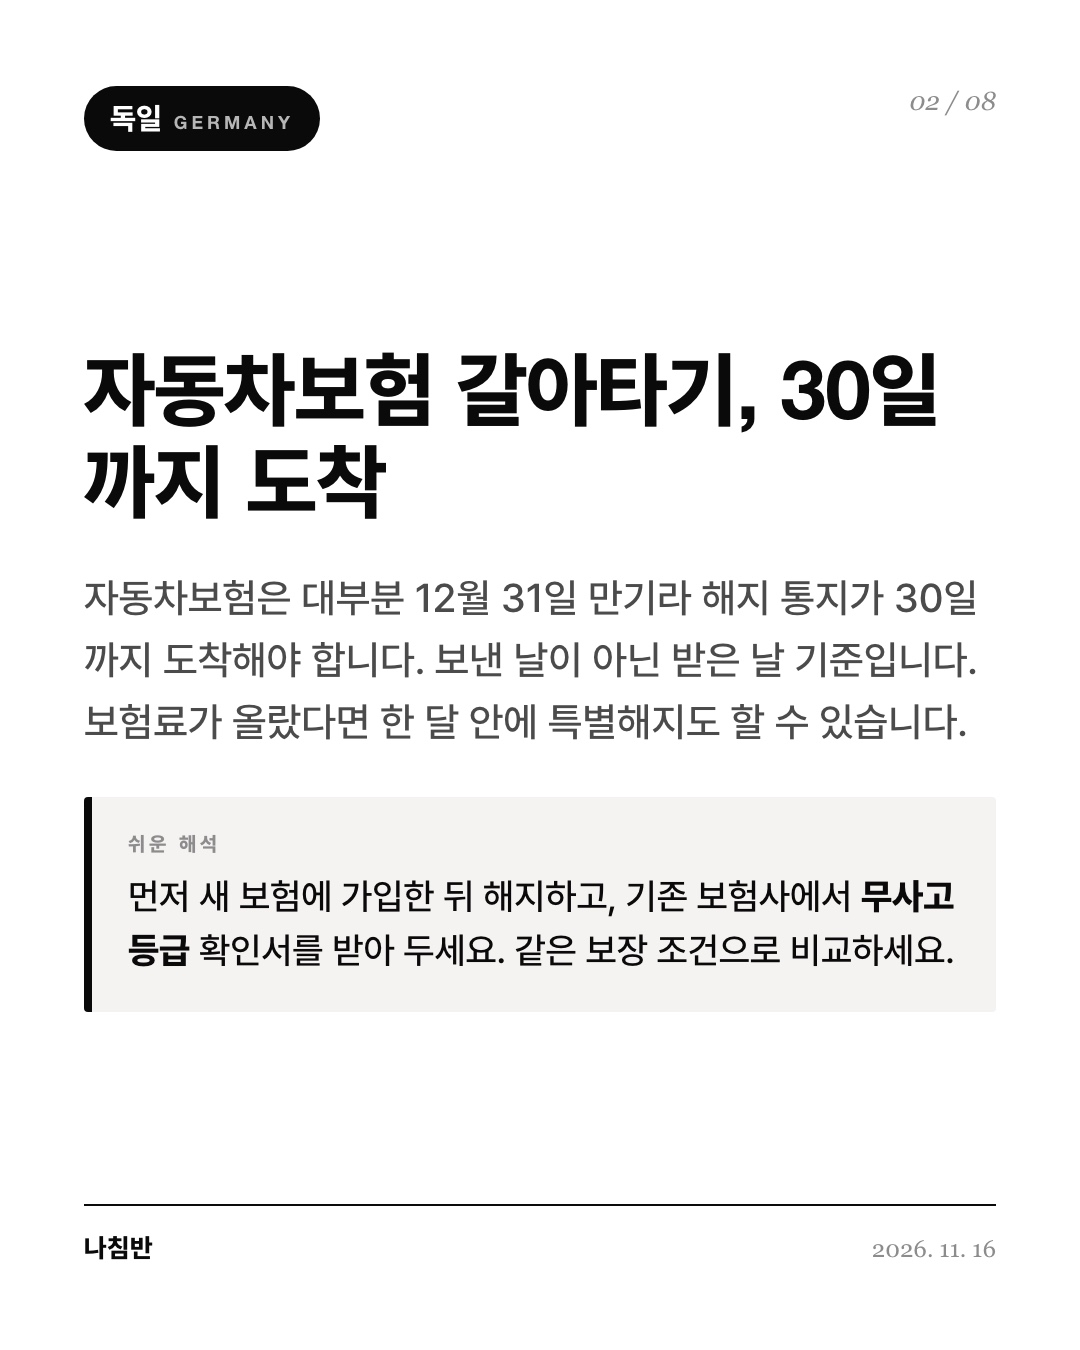 독일 GERMANY
02 / 08
자동차보험 갈아타기, 30일
까지 도착
자동차보험은 대부분 12월 31일 만기라 해지 통지가 30일
까지 도착해야 합니다. 보낸 날이 아닌 받은 날 기준입니다.
보험료가 올랐다면 한 달 안에 특별해지도 할 수 있습니다.
쉬운 해석
먼저 새 보험에 가입한 뒤 해지하고, 기존 보험사에서 무사고
등급 확인서를 받아 두세요. 같은 보장 조건으로 비교하세요.
나침반
2026. 11. 16